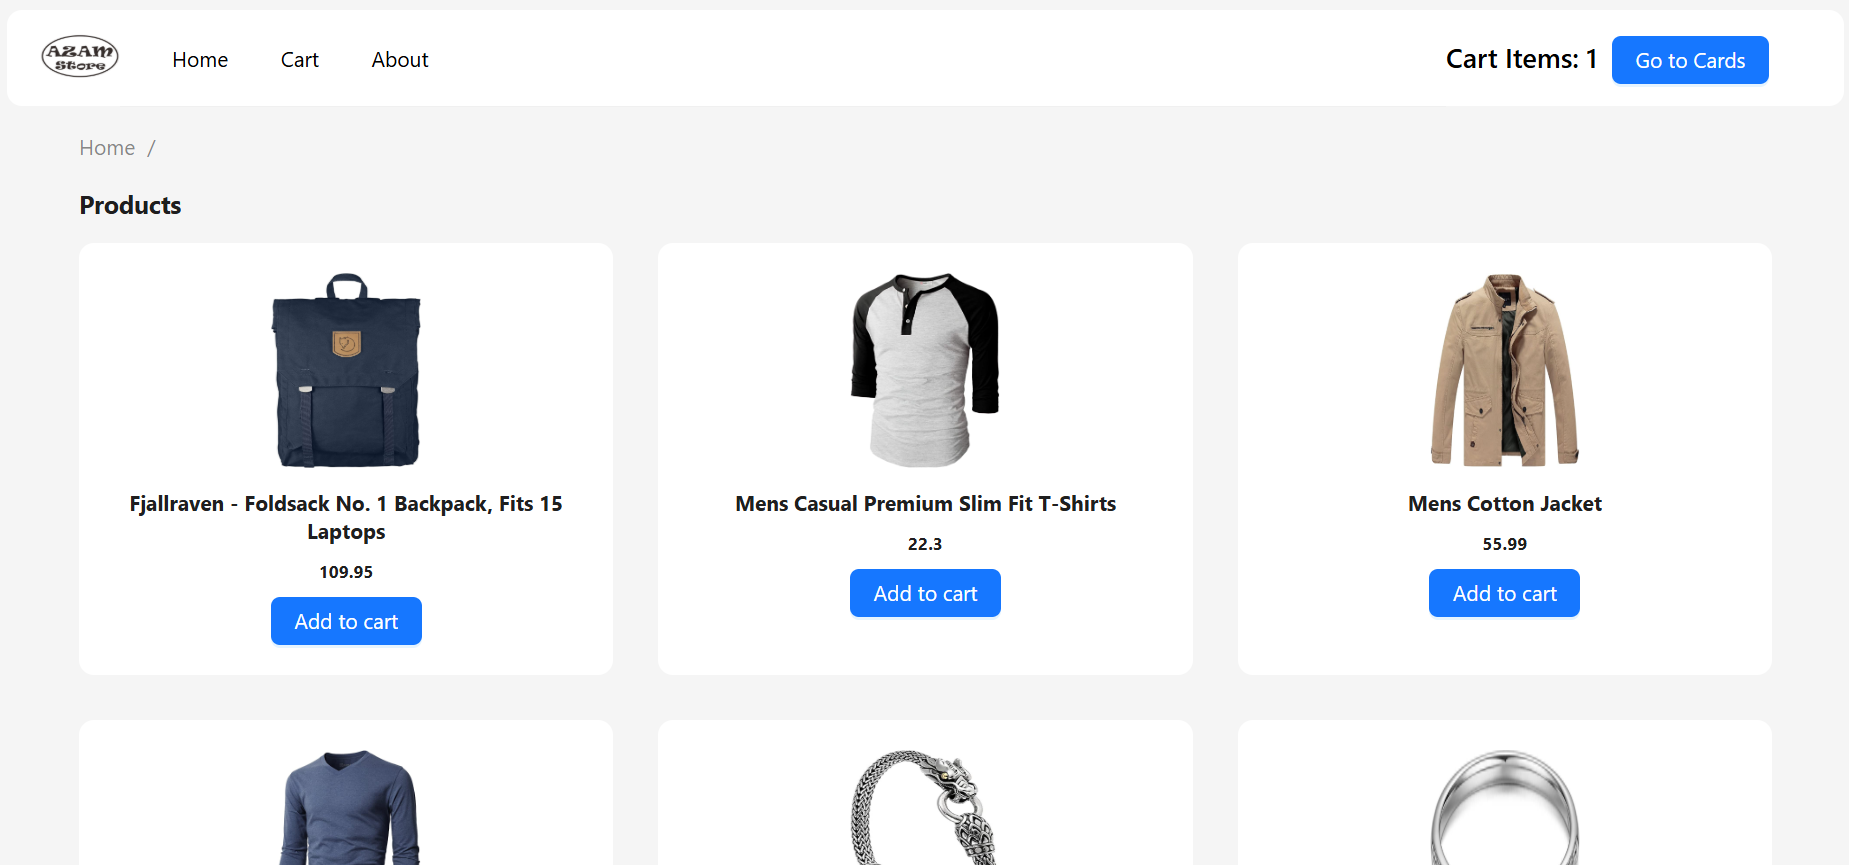 AZAM
Store
Home
Cart
About
Cart Items: 1
Go to Cards
Home /
Products
Fjallraven - Foldsack No. 1 Backpack, Fits 15
Laptops
109.95
Add to cart
Mens Casual Premium Slim Fit T-Shirts
22.3
Add to cart
Mens Cotton Jacket
55.99
Add to cart